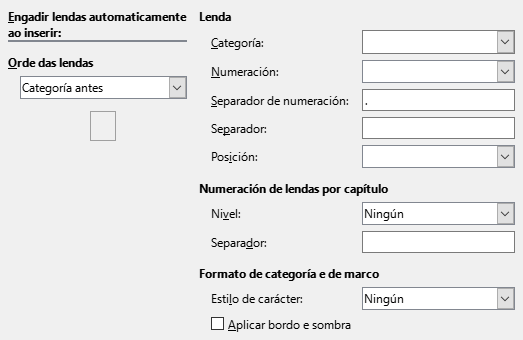 Engadir lendas automaticamente
ao inserir:
Orde das lendas
Categoría antes
Lenda
Categoría:
Numeración:
Separador de numeración: .
Separador:
Posición:
Numeración de lendas por capítulo
Nivel: Ningún
Separador:
Formato de categoría e de marco
Estilo de carácter: Ningún
Aplicar bordo e sombra